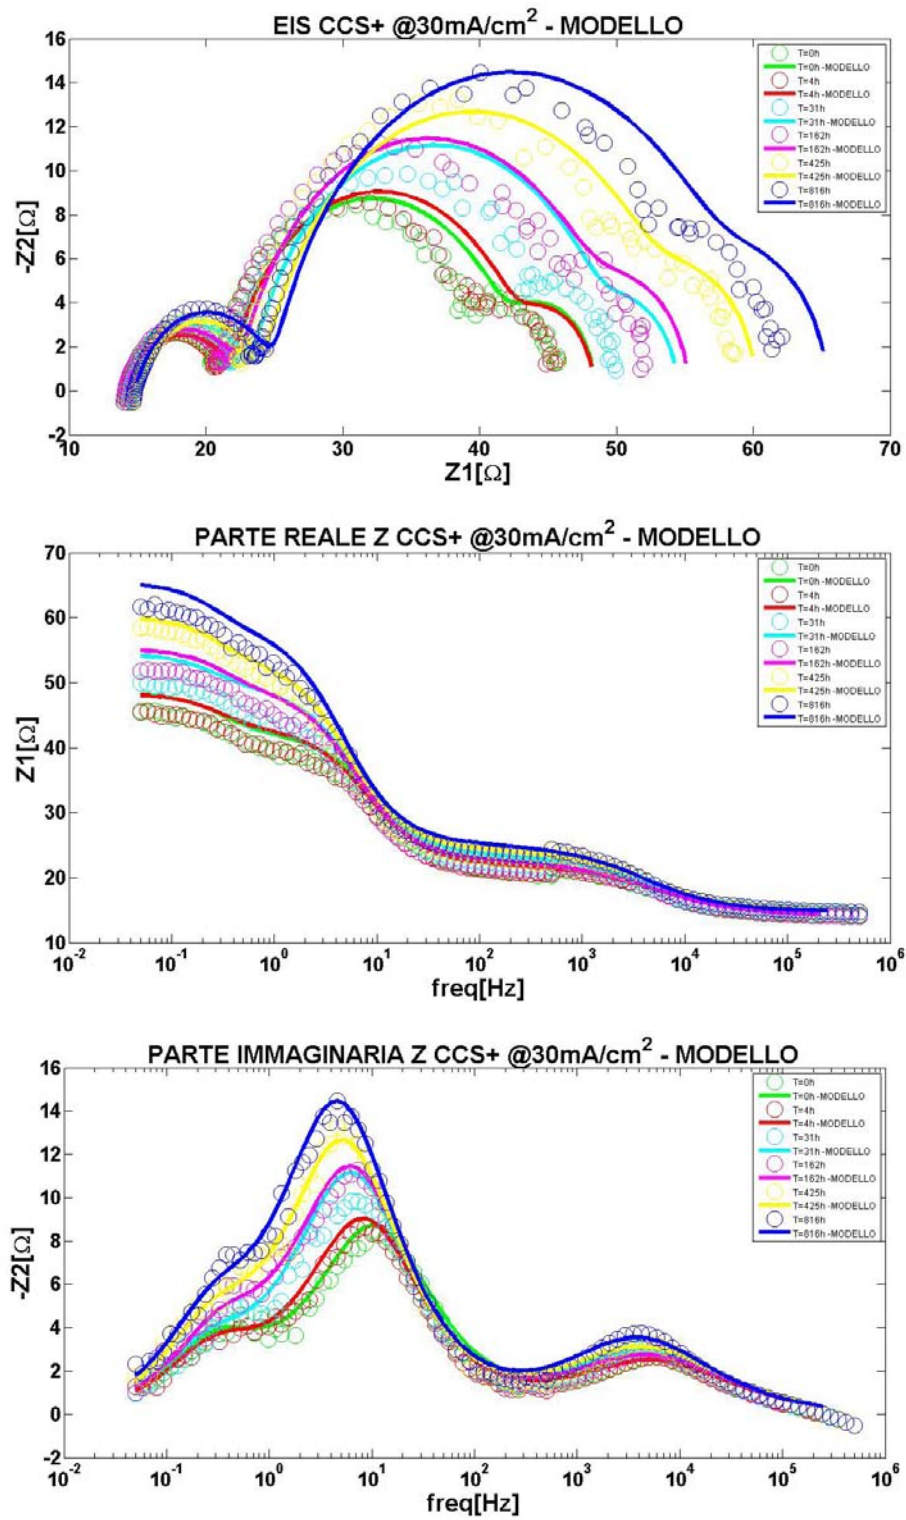 EIS CCS+ @30mA/cm² - MODELLO
16
14
12
10
8
6
4
2
0
-2
-Z2[Ω]
10 20 30 40 50 60 70
Z1[Ω]
T=0h
T=0h-MODELLO
T=4h
T=4h-MODELLO
T=31h
T=31h-MODELLO
T=162h
T=162h-MODELLO
T=425h
T=425h-MODELLO
T=816h
T=816h-MODELLO
PARTE REALE Z CCS+ @30mA/cm² - MODELLO
70
60
50
40
30
20
10
Z1[Ω]
10⁻² 10⁻¹ 10⁰ 10¹ 10² 10³ 10⁴ 10⁵ 10⁶
freq[Hz]
T=0h
T=0h-MODELLO
T=4h
T=4h-MODELLO
T=31h
T=31h-MODELLO
T=162h
T=162h-MODELLO
T=425h
T=425h-MODELLO
T=816h
T=816h-MODELLO
PARTE IMMAGINARIA Z CCS+ @30mA/cm² - MODELLO
16
14
12
10
8
6
4
2
0
-2
-Z2[Ω]
10⁻² 10⁻¹ 10⁰ 10¹ 10² 10³ 10⁴ 10⁵ 10⁶
freq[Hz]
T=0h
T=0h-MODELLO
T=4h
T=4h-MODELLO
T=31h
T=31h-MODELLO
T=162h
T=162h-MODELLO
T=425h
T=425h-MODELLO
T=816h
T=816h-MODELLO